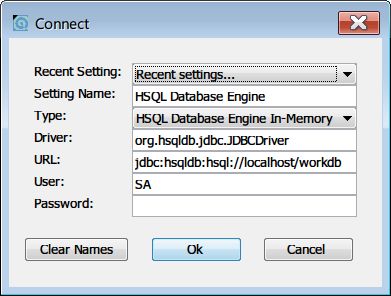 Connect
Recent Setting: Recent settings...
Setting Name: HSQL Database Engine
Type: HSQL Database Engine In-Memory
Driver: org.hsqldb.jdbc.JDBCDriver
URL: jdbc:hsqldb:hsql://localhost/workdb
User: SA
Password:
Clear Names Ok Cancel